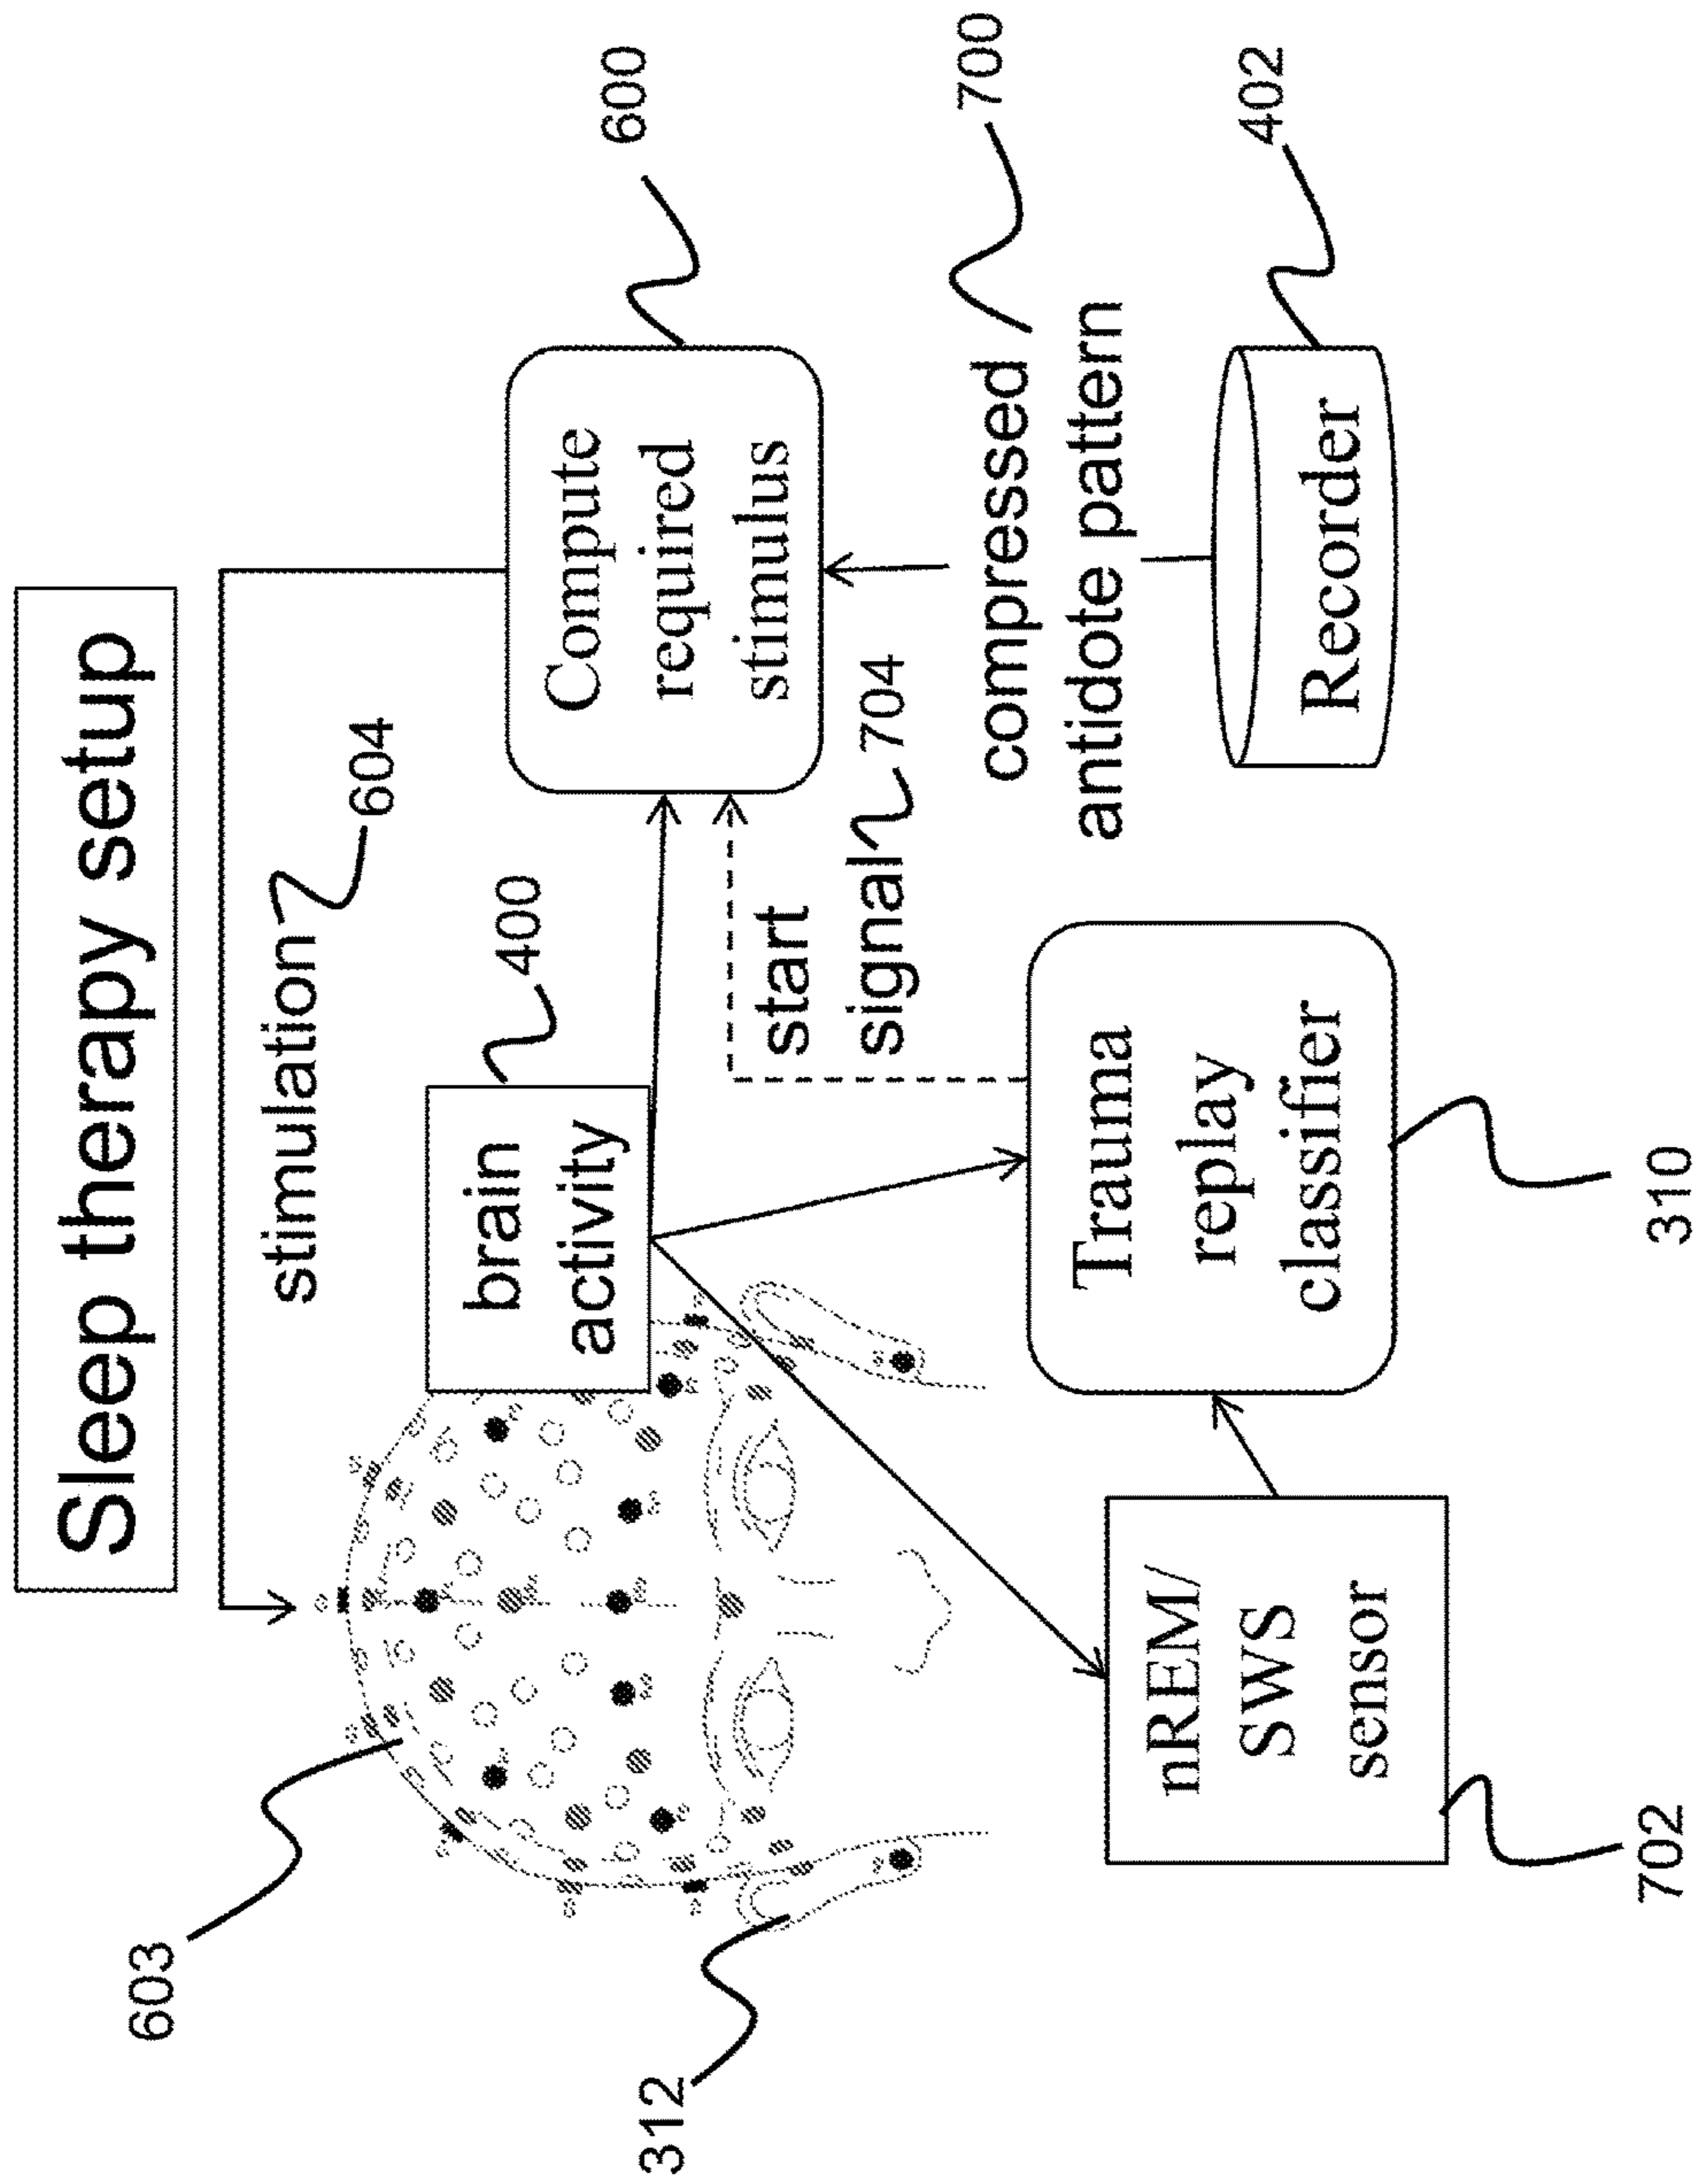 Sleep therapy setup
603
stimulation
604
600
brain
activity
400
Compute
required
stimulus
312
start
signal
704
700
compressed
antidote pattern
nREM/
SWS
sensor
Trauma
replay
classifier
Recorder
402
702
310